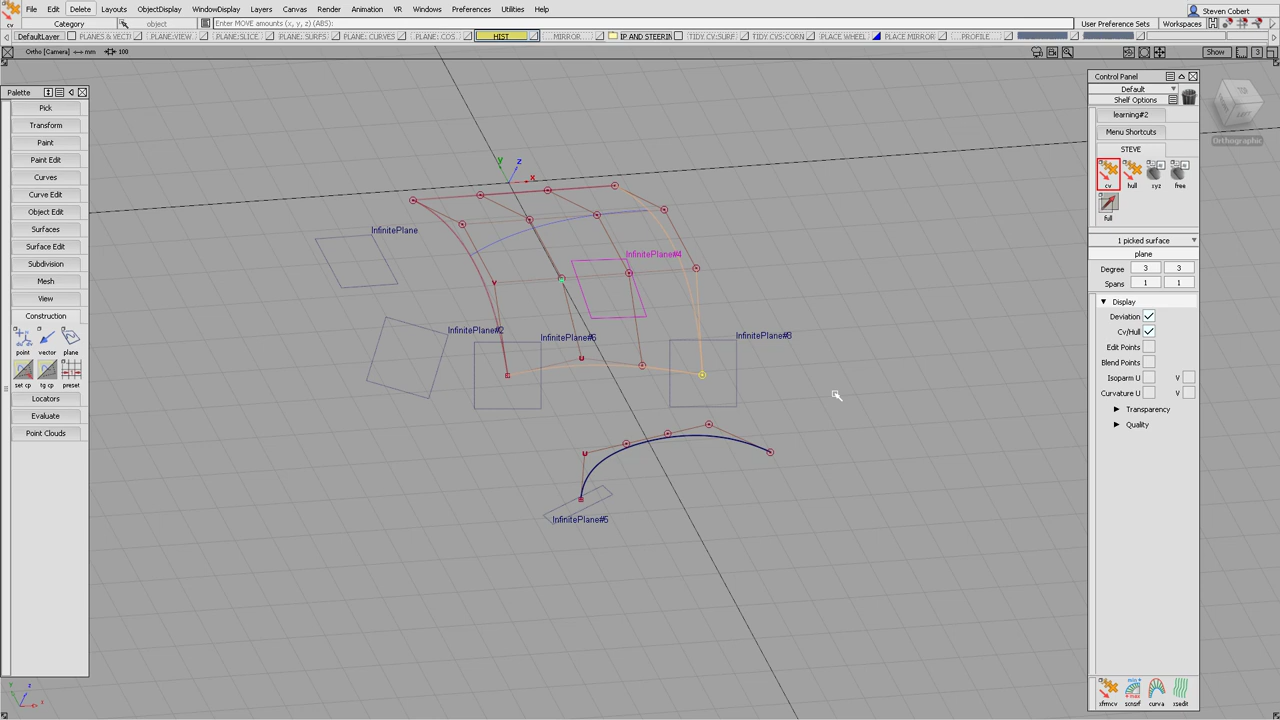 File Edit Delete Layouts ObjectDisplay WindowDisplay Layers Canvas Render Animation VR Windows Preferences Utilities Help
Steven Cobert
cv Category object Enter MOVE amounts (x, y, z) (ABS): User Preference Sets Workspaces
DefaultLayer PLANES & VECT PLANE:VIEW PLANE:SLICE PLANE: SURFS PLANE: CURVES PLANE: COS HIST MIRROR IP AND STEERIN TIDY CV:SURF TIDY CVS:CORN PLACE WHEEL PLACE MIRROR PROFILE
Ortho [Camera] mm 100
Show
3
Palette
Pick
Transform
Paint
Paint Edit
Curves
Curve Edit
Object Edit
Surfaces
Surface Edit
Subdivision
Mesh
View
Construction
point vector plane
set cp tg cp preset
Locators
Evaluate
Point Clouds
y z x
InfinitePlane
InfinitePlane#4
InfinitePlane#2
InfinitePlane#6
InfinitePlane#8
v
u
u
InfinitePlane#5
y z x
Control Panel
Default
Shelf Options
learning#2
Menu Shortcuts
STEVE
cv hull xyz free
full
1 picked surface
plane
Degree 3 3
Spans 1 1
Display
Deviation
Cv/Hull
Edit Points
Blend Points
Isoparm U V
Curvature U V
Transparency
Quality
xfrmcv scnsrf curva xsedit
Orthographic